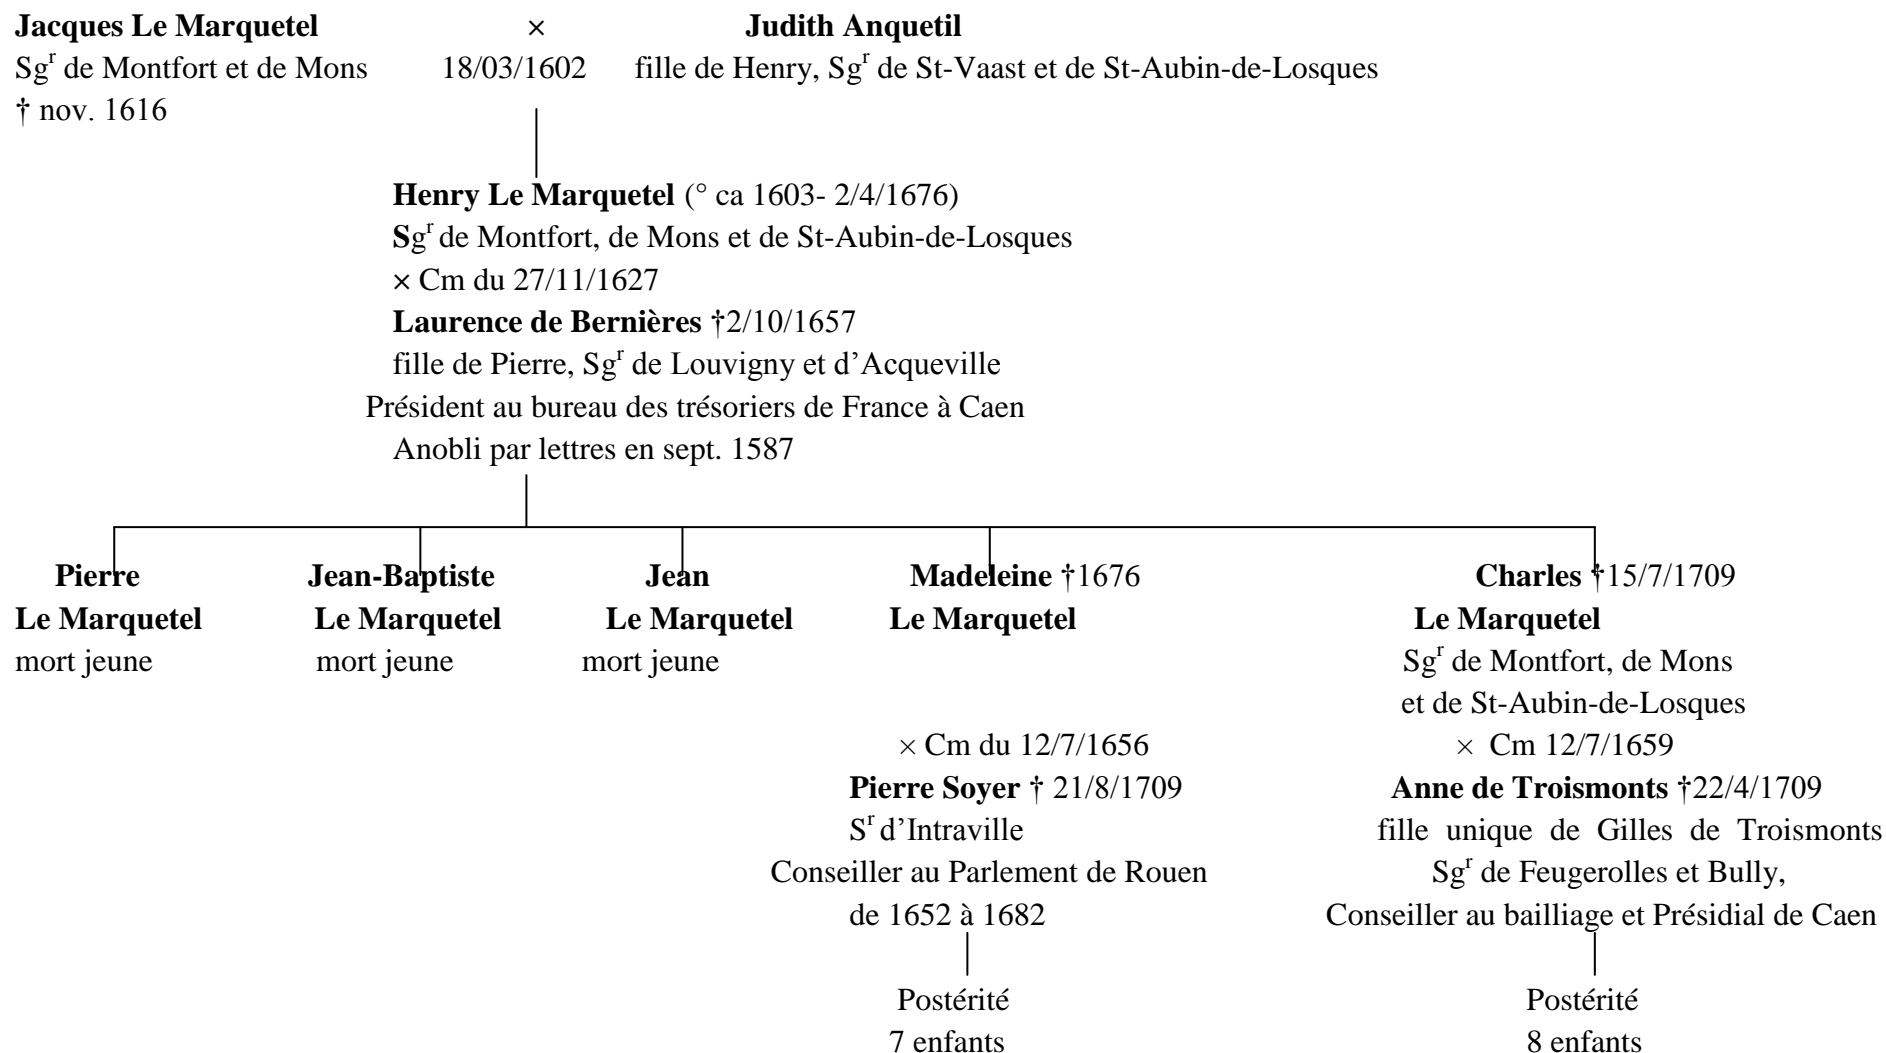 Jacques Le Marquetel × Judith Anquetil
Sgr de Montfort et de Mons 18/03/1602 fille de Henry, Sgr de St-Vaast et de St-Aubin-de-Losques
† nov. 1616
Henry Le Marquetel (° ca 1603- 2/4/1676)
Sgr de Montfort, de Mons et de St-Aubin-de-Losques
× Cm du 27/11/1627
Laurence de Bernières †2/10/1657
fille de Pierre, Sgr de Louvigny et d’Acqueville
Président au bureau des trésoriers de France à Caen
Anobli par lettres en sept. 1587
Pierre Jean-Baptiste Jean Madeleine †1676 Charles †15/7/1709
Le Marquetel Le Marquetel Le Marquetel Le Marquetel Le Marquetel
mort jeune mort jeune mort jeune Sgr de Montfort, de Mons
et de St-Aubin-de-Losques
× Cm du 12/7/1656 × Cm 12/7/1659
Pierre Soyer † 21/8/1709 Anne de Troismonts †22/4/1709
Sr d’Intraville fille unique de Gilles de Troismonts
Conseiller au Parlement de Rouen Sgr de Feugerolles et Bully,
de 1652 à 1682 Conseiller au bailliage et Présidial de Caen
Postérité Postérité
7 enfants 8 enfants